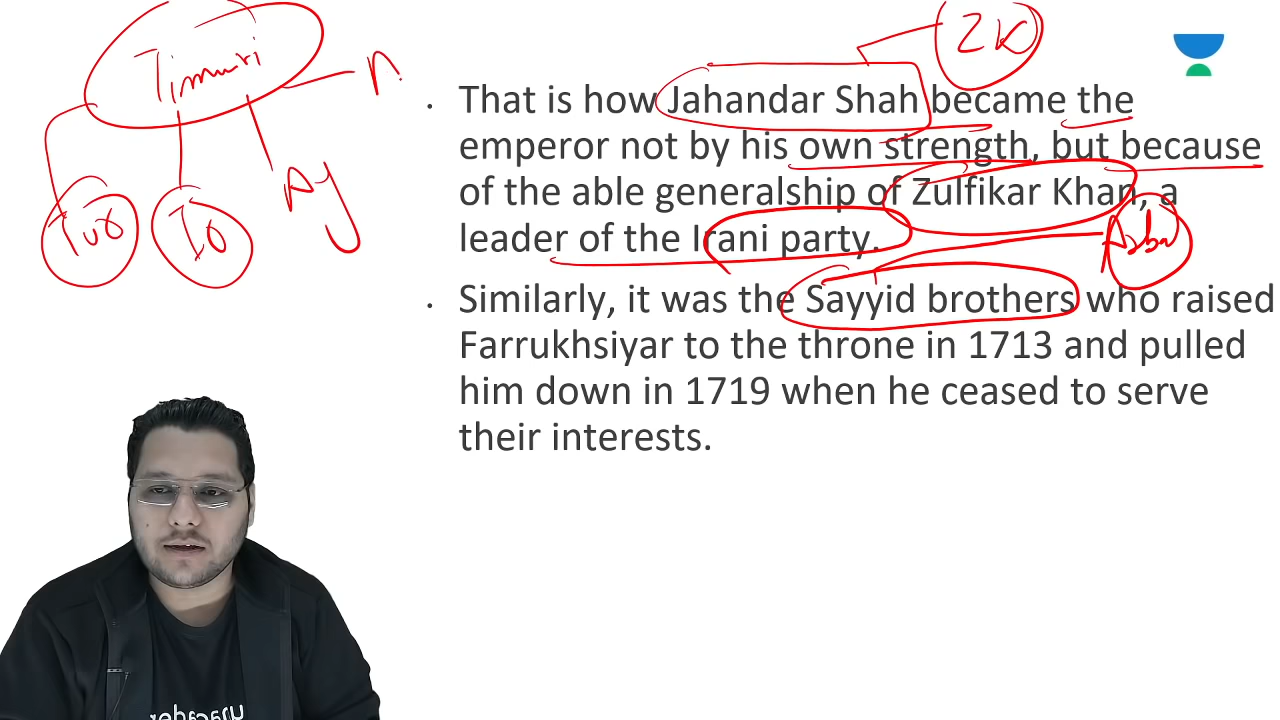 Timuri
Tur
Ir
Af
ZK
• That is how Jahandar Shah became the
emperor not by his own strength, but because
of the able generalship of Zulfikar Khan, a
leader of the Irani party.
• Similarly, it was the Sayyid brothers who raised
Farrukhsiyar to the throne in 1713 and pulled
him down in 1719 when he ceased to serve
their interests.